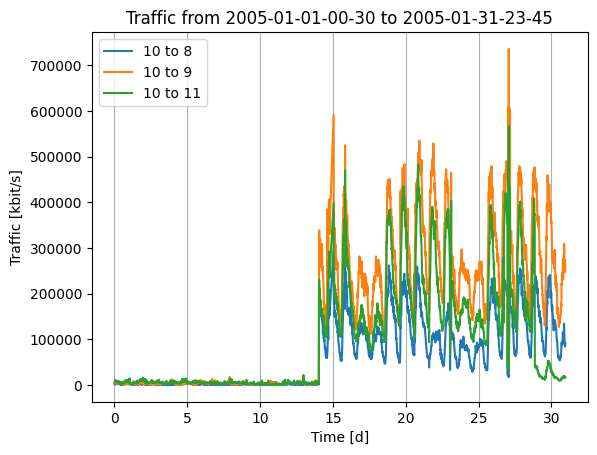 Traffic from 2005-01-01-00-30 to 2005-01-31-23-45
10 to 8
10 to 9
10 to 11
Traffic [kbit/s]
700000
600000
500000
400000
300000
200000
100000
0
0 5 10 15 20 25 30
Time [d]